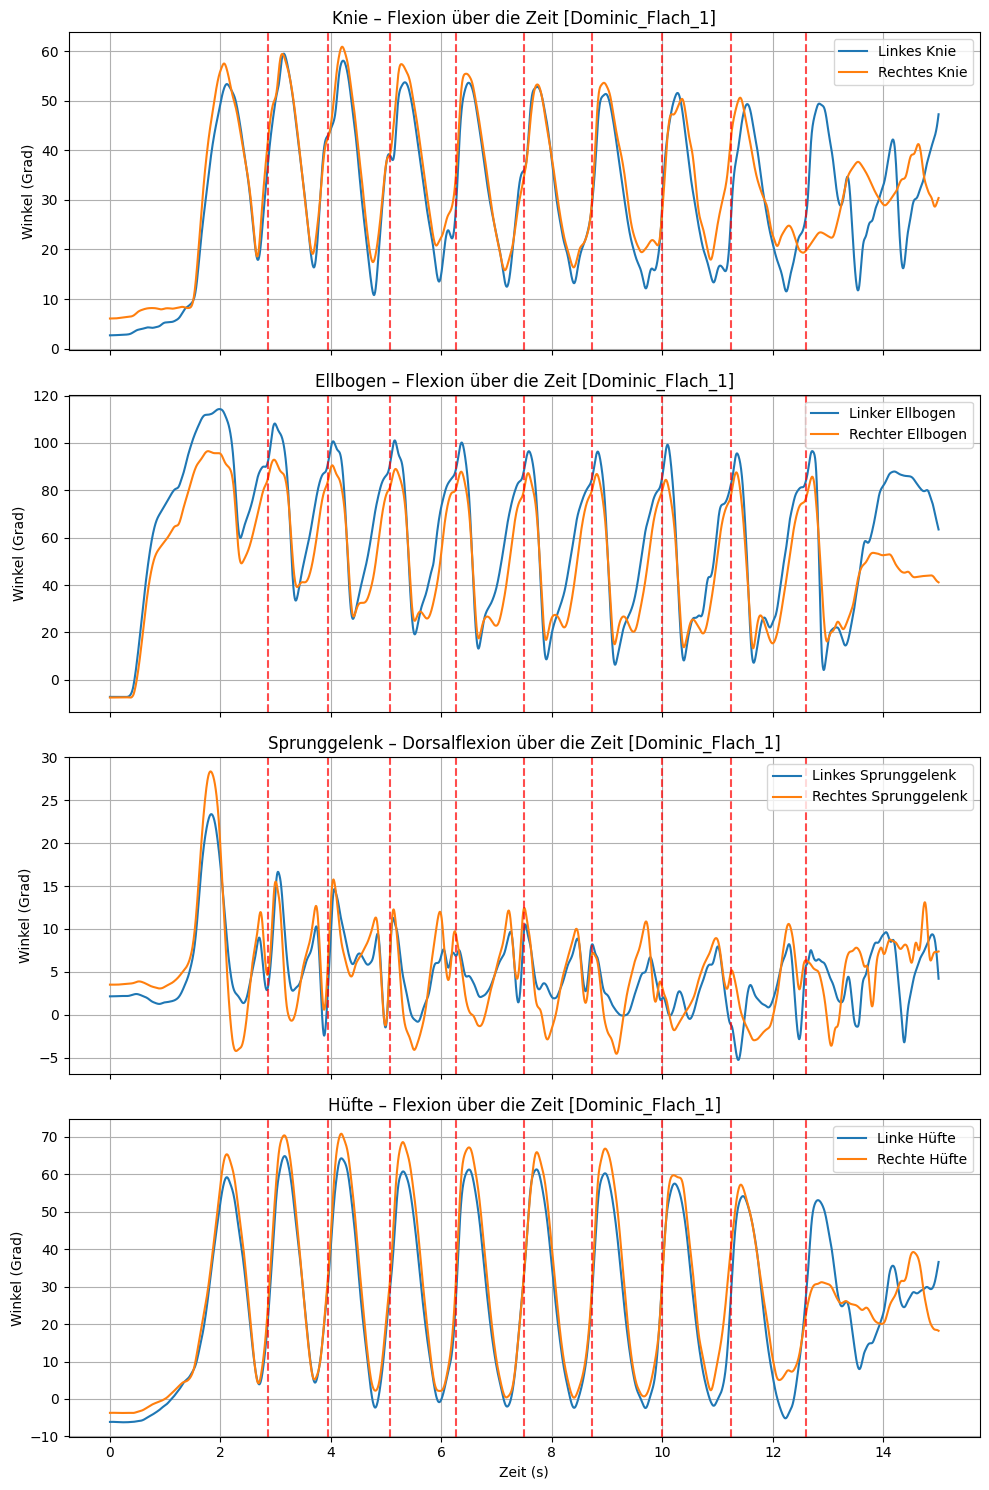 Knie – Flexion über die Zeit [Dominic_Flach_1]
60
50
40
30
20
10
0
Winkel (Grad)
Linkes Knie
Rechtes Knie
Ellbogen – Flexion über die Zeit [Dominic_Flach_1]
120
100
80
60
40
20
0
Winkel (Grad)
Linker Ellbogen
Rechter Ellbogen
Sprunggelenk – Dorsalflexion über die Zeit [Dominic_Flach_1]
30
25
20
15
10
5
0
−5
Winkel (Grad)
Linkes Sprunggelenk
Rechtes Sprunggelenk
Hüfte – Flexion über die Zeit [Dominic_Flach_1]
70
60
50
40
30
20
10
0
−10
Winkel (Grad)
Linke Hüfte
Rechte Hüfte
0 2 4 6 8 10 12 14
Zeit (s)